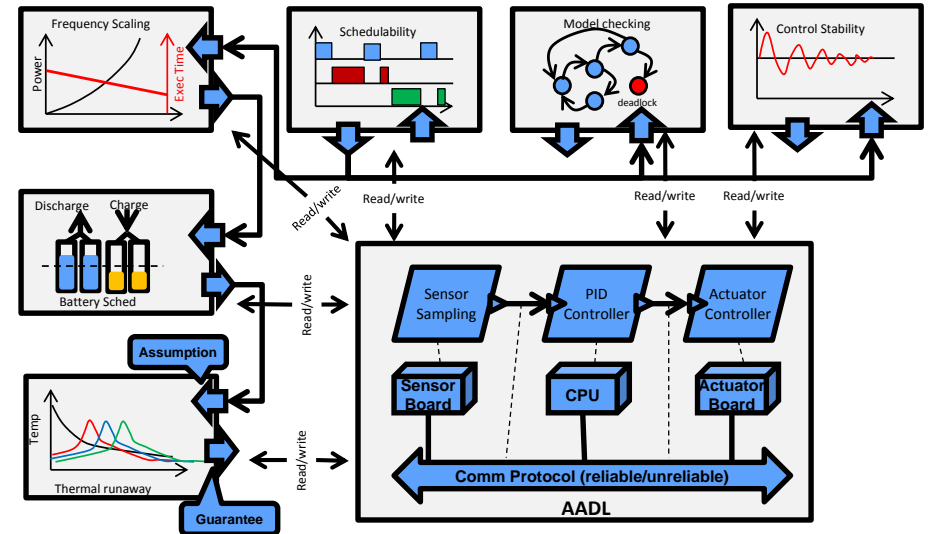 Frequency Scaling
Power
Exec Time
Schedulability
Model checking
deadlock
Control Stability
Read/write
Read/write
Read/write
Read/write
Discharge
Charge
Battery Sched
Read/write
Assumption
Temp
Thermal runaway
Guarantee
Read/write
Sensor
Sampling
PID
Controller
Actuator
Controller
Sensor
Board
CPU
Actuator
Board
Comm Protocol (reliable/unreliable)
AADL